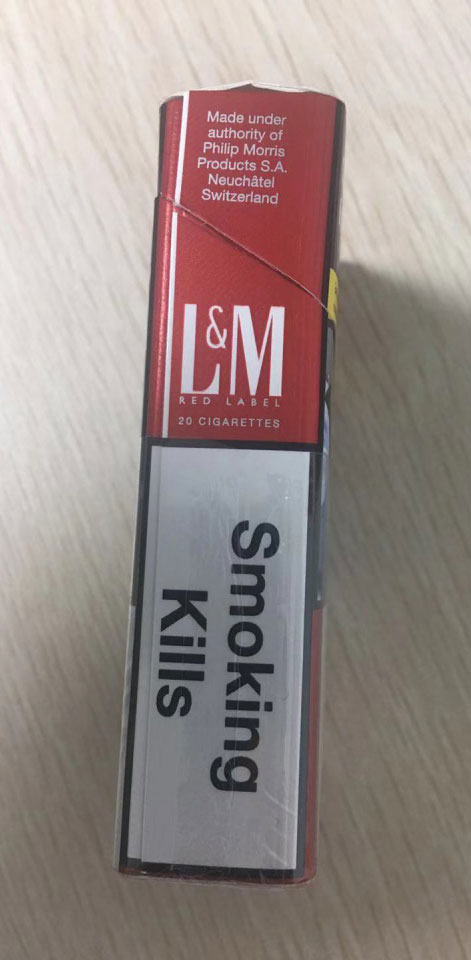 Made under
authority of
Philip Morris
Products S.A.
Neuchâtel
Switzerland
L&M
RED LABEL
20 CIGARETTES
Smoking
Kills